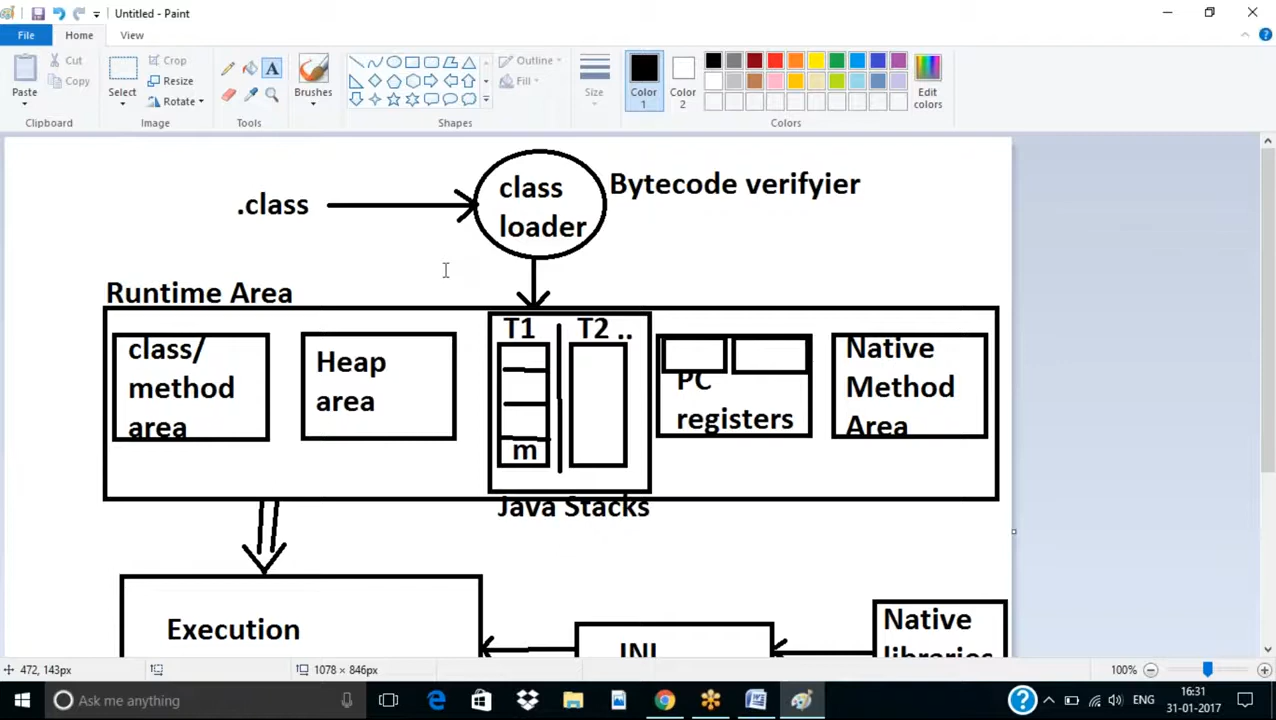 Untitled - Paint
File
Home
View
Paste
Cut
Copy
Clipboard
Select
Crop
Resize
Rotate
Image
Tools
Brushes
Shapes
Outline
Fill
Size
Color
1
Color
2
Edit
colors
Colors
.class
class
loader
Bytecode verifyier
Runtime Area
class/
method
area
Heap
area
T1
T2 ..
m
Java Stacks
PC
registers
Native
Method
Area
Execution
JNI
Native
libraries
472, 143px
1078 × 846px
100%
Ask me anything
ENG
16:31
31-01-2017